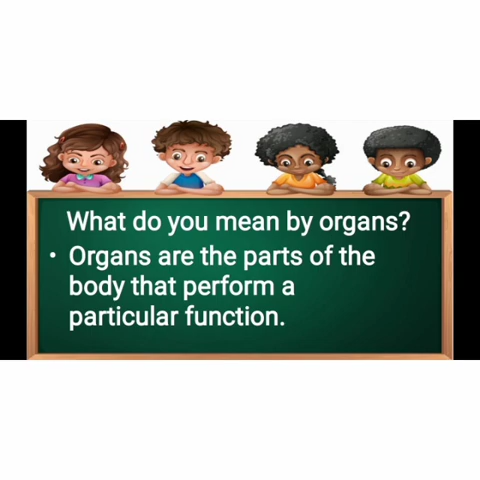 What do you mean by organs?
• Organs are the parts of the
body that perform a
particular function.